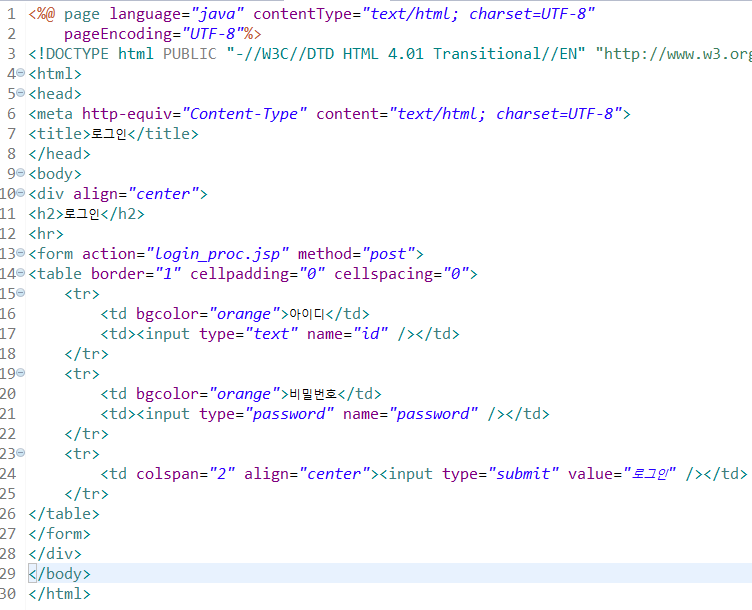 1 <%@ page language="java" contentType="text/html; charset=UTF-8"
2     pageEncoding="UTF-8"%>
3 <!DOCTYPE html PUBLIC "-//W3C//DTD HTML 4.01 Transitional//EN" "http://www.w3.org
4 <html>
5 <head>
6 <meta http-equiv="Content-Type" content="text/html; charset=UTF-8">
7 <title>로그인</title>
8 </head>
9 <body>
10 <div align="center">
11 <h2>로그인</h2>
12 <hr>
13 <form action="login_proc.jsp" method="post">
14 <table border="1" cellpadding="0" cellspacing="0">
15     <tr>
16         <td bgcolor="orange">아이디</td>
17         <td><input type="text" name="id" /></td>
18     </tr>
19     <tr>
20         <td bgcolor="orange">비밀번호</td>
21         <td><input type="password" name="password" /></td>
22     </tr>
23     <tr>
24         <td colspan="2" align="center"><input type="submit" value="로그인" /></td>
25     </tr>
26 </table>
27 </form>
28 </div>
29 </body>
30 </html>